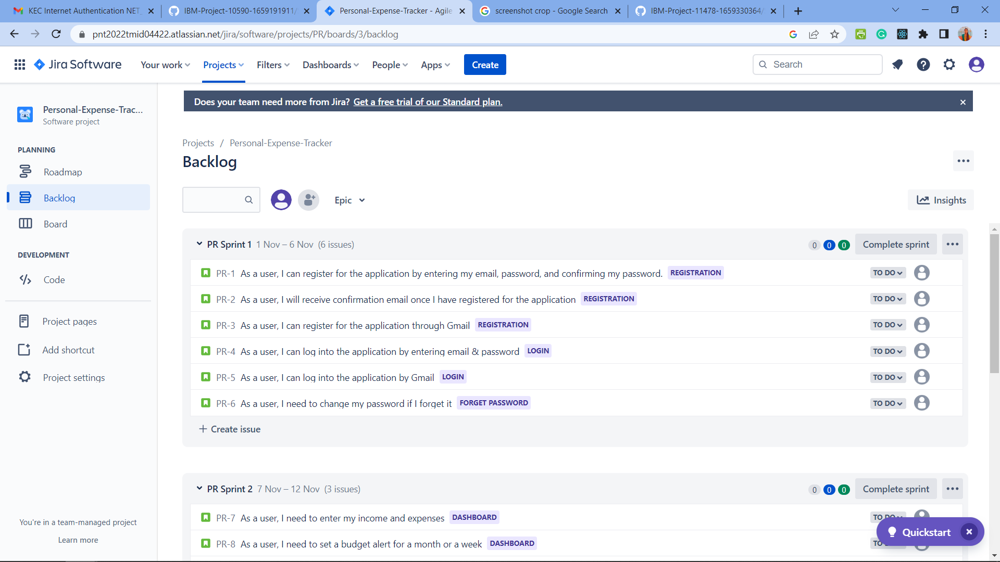 KEC Internet Authentication NET_
IBM-Project-10590-1659191911/
Personal-Expense-Tracker - Agile
screenshot crop - Google Search
IBM-Project-11478-1659330364/
pnt2022tmid04422.atlassian.net/jira/software/projects/PR/boards/3/backlog
Jira Software
Your work
Projects
Filters
Dashboards
People
Apps
Create
Search
Personal-Expense-Trac...
Software project
PLANNING
Roadmap
Backlog
Board
DEVELOPMENT
Code
Project pages
Add shortcut
Project settings
You're in a team-managed project
Learn more
Does your team need more from Jira? Get a free trial of our Standard plan.
Projects / Personal-Expense-Tracker
Backlog
Epic
Insights
PR Sprint 1 1 Nov – 6 Nov (6 issues) 0 0 0 Complete sprint
PR-1 As a user, I can register for the application by entering my email, password, and confirming my password. REGISTRATION TO DO
PR-2 As a user, I will receive confirmation email once I have registered for the application REGISTRATION TO DO
PR-3 As a user, I can register for the application through Gmail REGISTRATION TO DO
PR-4 As a user, I can log into the application by entering email & password LOGIN TO DO
PR-5 As a user, I can log into the application by Gmail LOGIN TO DO
PR-6 As a user, I need to change my password if I forget it FORGET PASSWORD TO DO
+ Create issue
PR Sprint 2 7 Nov – 12 Nov (3 issues) 0 0 0 Complete sprint
PR-7 As a user, I need to enter my income and expenses DASHBOARD TO DO
PR-8 As a user, I need to set a budget alert for a month or a week DASHBOARD TO
Quickstart